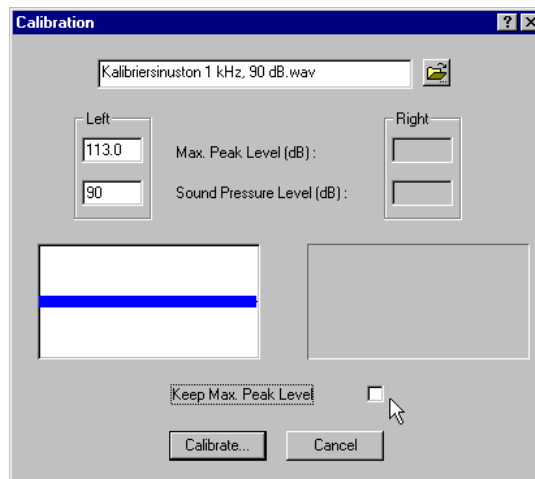 Calibration
Kalibriersinuston 1 kHz, 90 dB.wav
Left
Right
113.0
Max. Peak Level (dB) :
90
Sound Pressure Level (dB) :
Keep Max. Peak Level
Calibrate...
Cancel